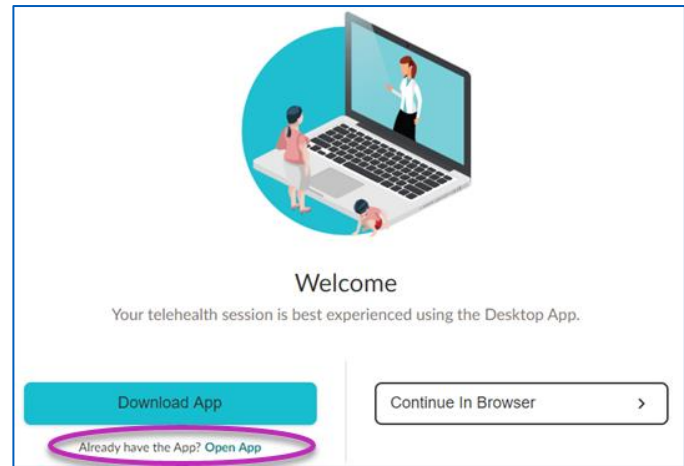 Welcome
Your telehealth session is best experienced using the Desktop App.
Download App
Already have the App? Open App
Continue In Browser >